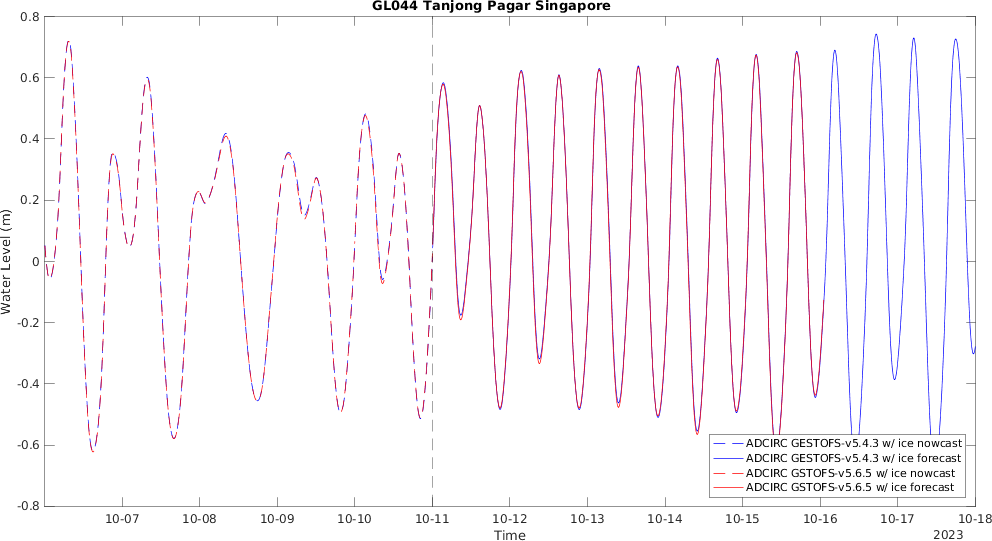 GL044 Tanjong Pagar Singapore
0.8
0.6
0.4
0.2
0
-0.2
-0.4
-0.6
-0.8
Water Level (m)
ADCIRC GESTOFS-v5.4.3 w/ ice nowcast
ADCIRC GESTOFS-v5.4.3 w/ ice forecast
ADCIRC GSTOFS-v5.6.5 w/ ice nowcast
ADCIRC GSTOFS-v5.6.5 w/ ice forecast
10-07 10-08 10-09 10-10 10-11 10-12 10-13 10-14 10-15 10-16 10-17 10-18
Time
2023